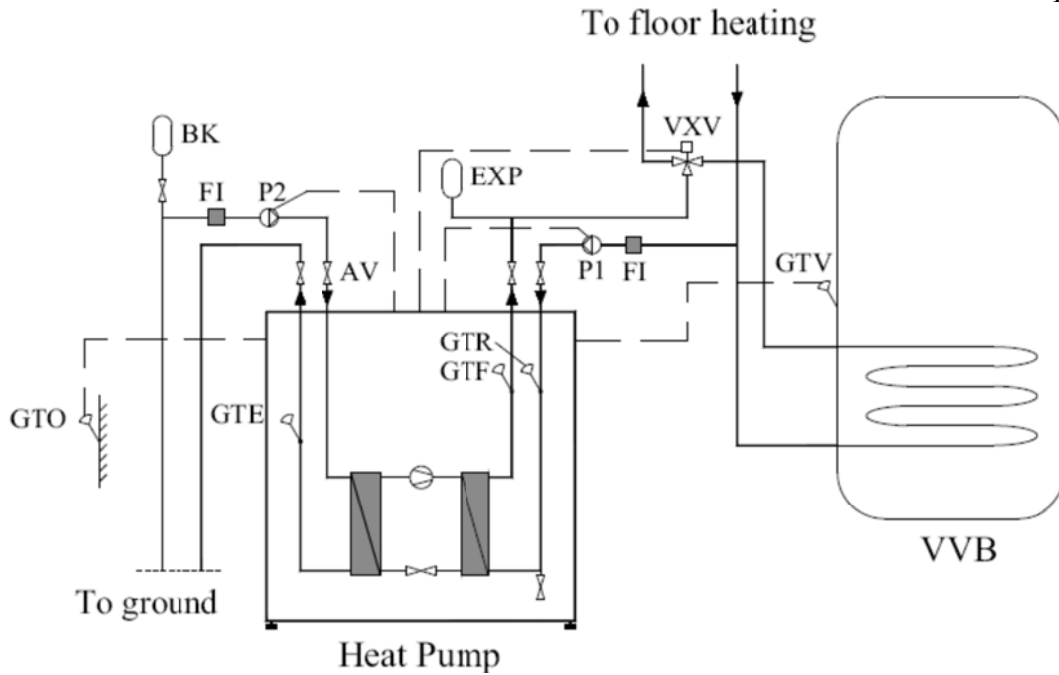 To floor heating
VXV
BK
EXP
FI
P2
AV
P1
FI
GTV
GTR
GTF
GTO
GTE
VVB
To ground
Heat Pump